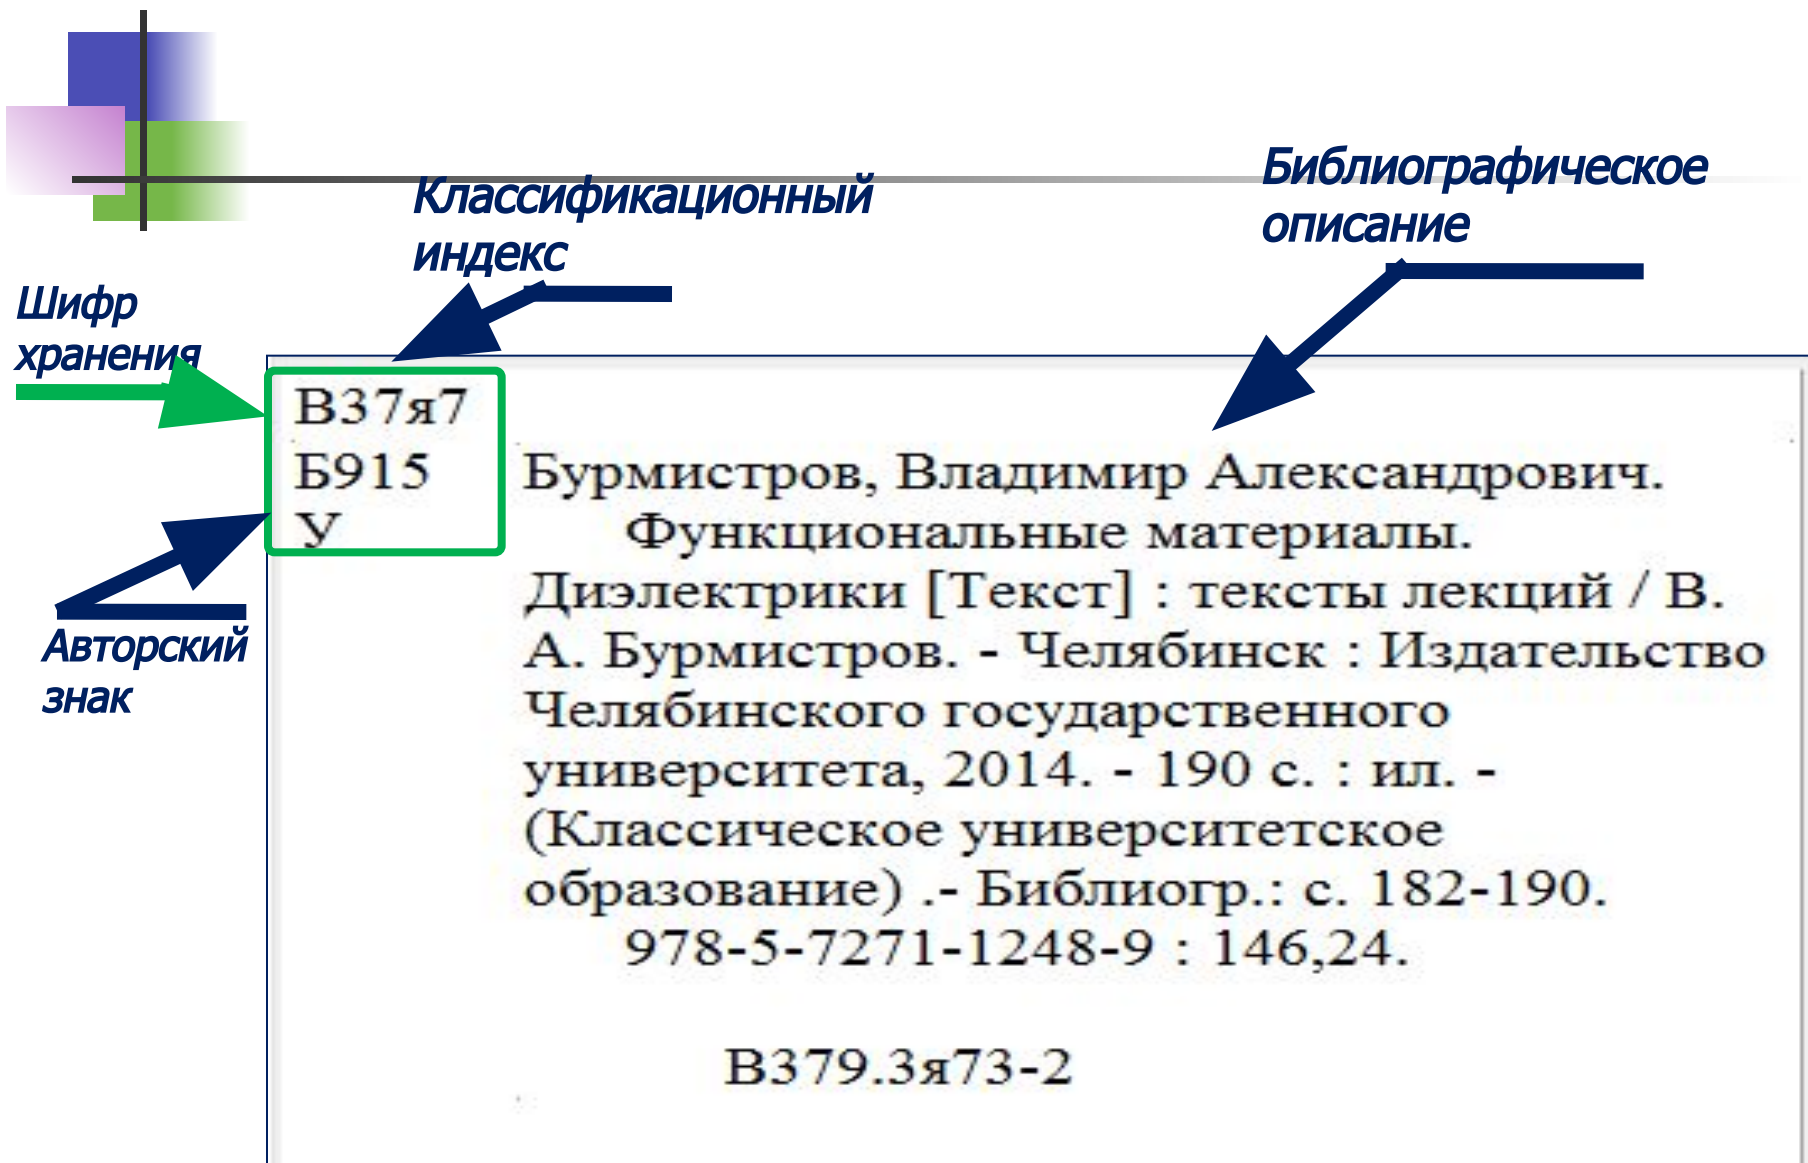 Классификационный
индекс
Библиографическое
описание
Шифр
хранения
В37я7
Б915
У
Авторский
знак
Бурмистров, Владимир Александрович.
Функциональные материалы.
Диэлектрики [Текст] : тексты лекций / В.
А. Бурмистров. - Челябинск : Издательство
Челябинского государственного
университета, 2014. - 190 с. : ил. -
(Классическое университетское
образование) .- Библиогр.: с. 182-190.
978-5-7271-1248-9 : 146,24.
В379.3я73-2